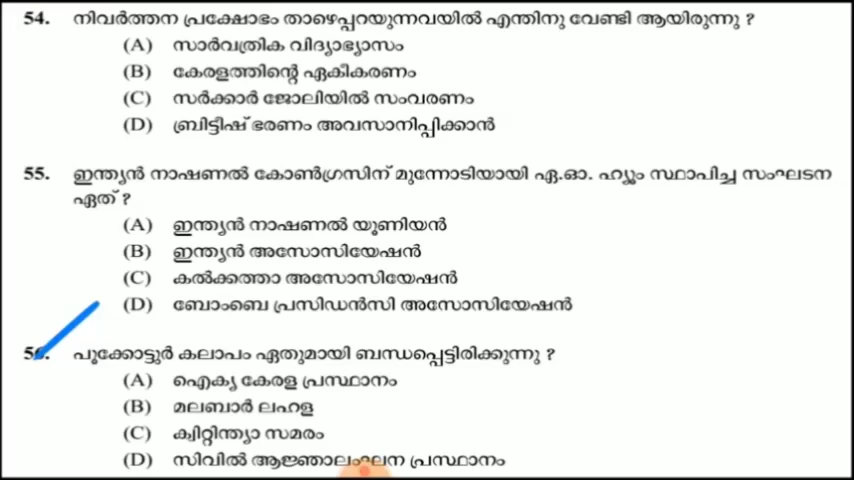 54. നിവർത്തന പ്രക്ഷോഭം താഴെപ്പറയുന്നവയിൽ എന്തിനു വേണ്ടി ആയിരുന്നു ?
(A) സാർവത്രിക വിദ്യാഭ്യാസം
(B) കേരളത്തിന്റെ ഏകീകരണം
(C) സർക്കാർ ജോലിയിൽ സംവരണം
(D) ബ്രിട്ടീഷ് ഭരണം അവസാനിപ്പിക്കാൻ
55. ഇന്ത്യൻ നാഷണൽ കോൺഗ്രസിന് മുന്നോടിയായി ഏ.ഓ. ഹ്യൂം സ്ഥാപിച്ച സംഘടന
ഏത് ?
(A) ഇന്ത്യൻ നാഷണൽ യൂണിയൻ
(B) ഇന്ത്യൻ അസോസിയേഷൻ
(C) കൽക്കത്താ അസോസിയേഷൻ
(D) ബോംബെ പ്രസിഡൻസി അസോസിയേഷൻ
56. പൂക്കോട്ടൂർ കലാപം ഏതുമായി ബന്ധപ്പെട്ടിരിക്കുന്നു ?
(A) ഐക്യ കേരള പ്രസ്ഥാനം
(B) മലബാർ ലഹള
(C) ക്വിറ്റിന്ത്യാ സമരം
(D) സിവിൽ ആജ്ഞാലംഘന പ്രസ്ഥാനം